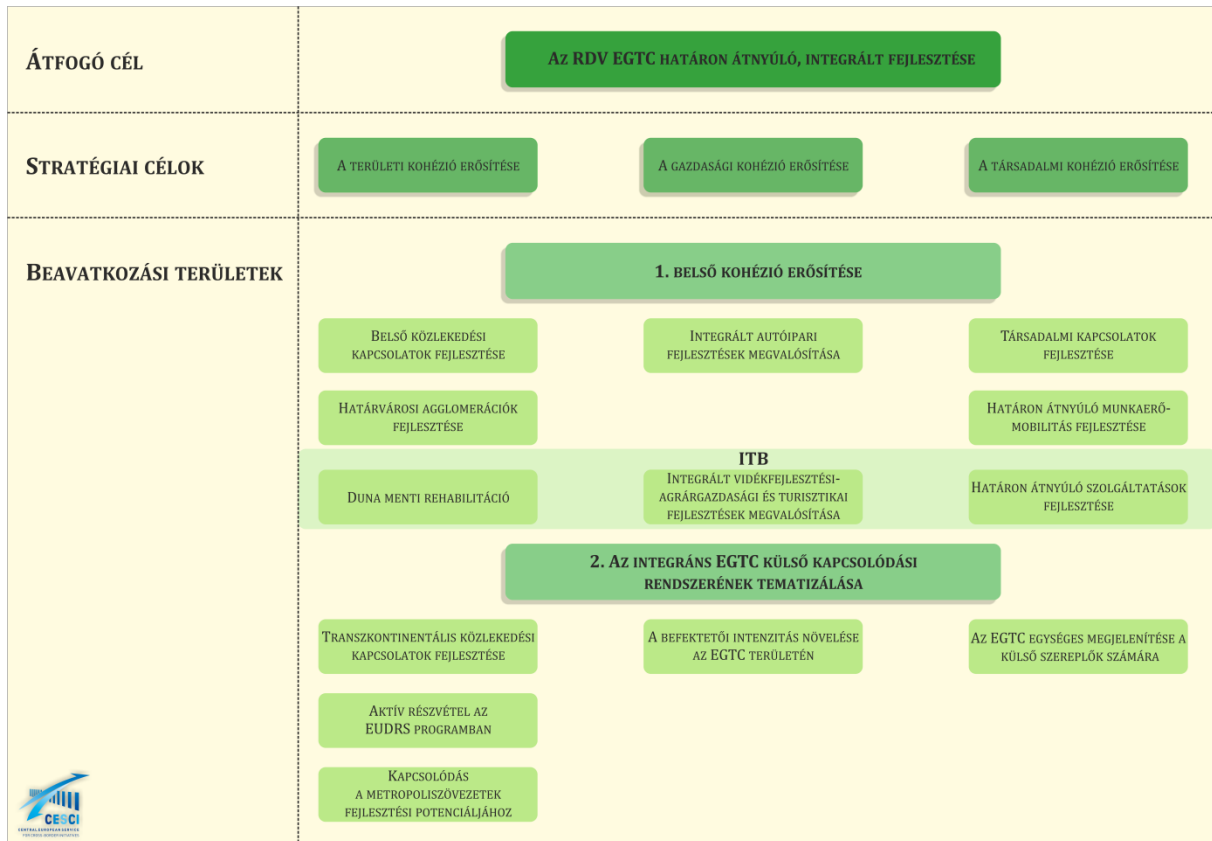 ÁTFOGÓ CÉL
AZ RDV EGTC HATÁRON ÁTNYÚLÓ, INTEGRÁLT FEJLESZTÉSE
STRATÉGIAI CÉLOK
A TERÜLETI KOHÉZIÓ ERŐSÍTÉSE
A GAZDASÁGI KOHÉZIÓ ERŐSÍTÉSE
A TÁRSADALMI KOHÉZIÓ ERŐSÍTÉSE
BEAVATKOZÁSI TERÜLETEK
1. BELSŐ KOHÉZIÓ ERŐSÍTÉSE
BELSŐ KÖZLEKEDÉSI
KAPCSOLATOK FEJLESZTÉSE
INTEGRÁLT AUTÓIPARI
FEJLESZTÉSEK MEGVALÓSÍTÁSA
TÁRSADALMI KAPCSOLATOK
FEJLESZTÉSE
HATÁRVÁROSI AGGLOMERÁCIÓK
FEJLESZTÉSE
HATÁRON ÁTNYÚLÓ MUNKAERŐ-
MOBILITÁS FEJLESZTÉSE
ITB
DUNA MENTI REHABILITÁCIÓ
INTEGRÁLT VIDÉKFEJLESZTÉSI-
AGRÁRGAZDASÁGI ÉS TURISZTIKAI
FEJLESZTÉSEK MEGVALÓSÍTÁSA
HATÁRON ÁTNYÚLÓ SZOLGÁLTATÁSOK
FEJLESZTÉSE
2. AZ INTEGRÁNS EGTC KÜLSŐ KAPCSOLÓDÁSI
RENDSZERÉNEK TEMATIZÁLÁSA
TRANSZKONTINENTÁLIS KÖZLEKEDÉSI
KAPCSOLATOK FEJLESZTÉSE
A BEFEKTETŐI INTENZITÁS NÖVELÉSE
AZ EGTC TERÜLETÉN
AZ EGTC EGYSÉGES MEGJELENÍTÉSE A
KÜLSŐ SZEREPLŐK SZÁMÁRA
AKTÍV RÉSZVÉTEL AZ
EUDRS PROGRAMBAN
KAPCSOLÓDÁS
A METROPOLISZÖVEZETEK
FEJLESZTÉSI POTENCIÁLJÁHOZ
CESCI
CENTRAL EUROPEAN SERVICE